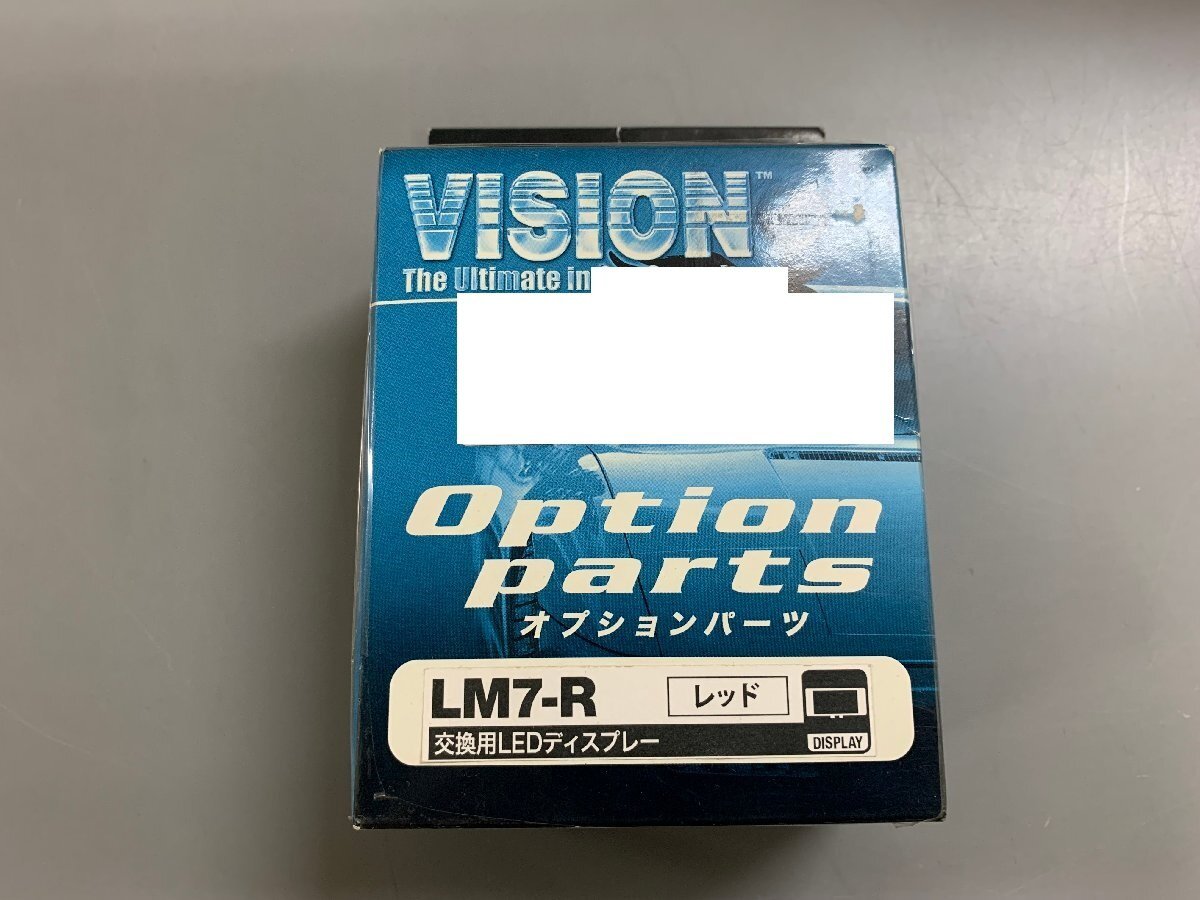 VISION™
The Ultimate in
Option
parts
オプションパーツ
LM7-R
レッド
交換用LEDディスプレー
DISPLAY